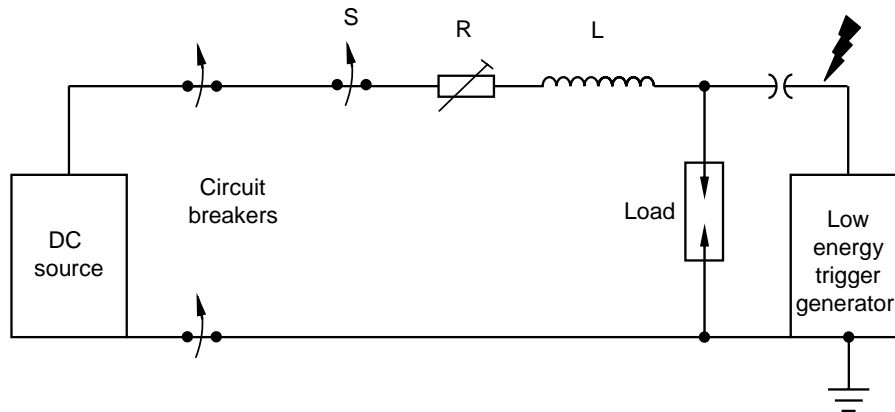 S
R
L
Circuit
breakers
DC
source
Load
Low
energy
trigger
generator